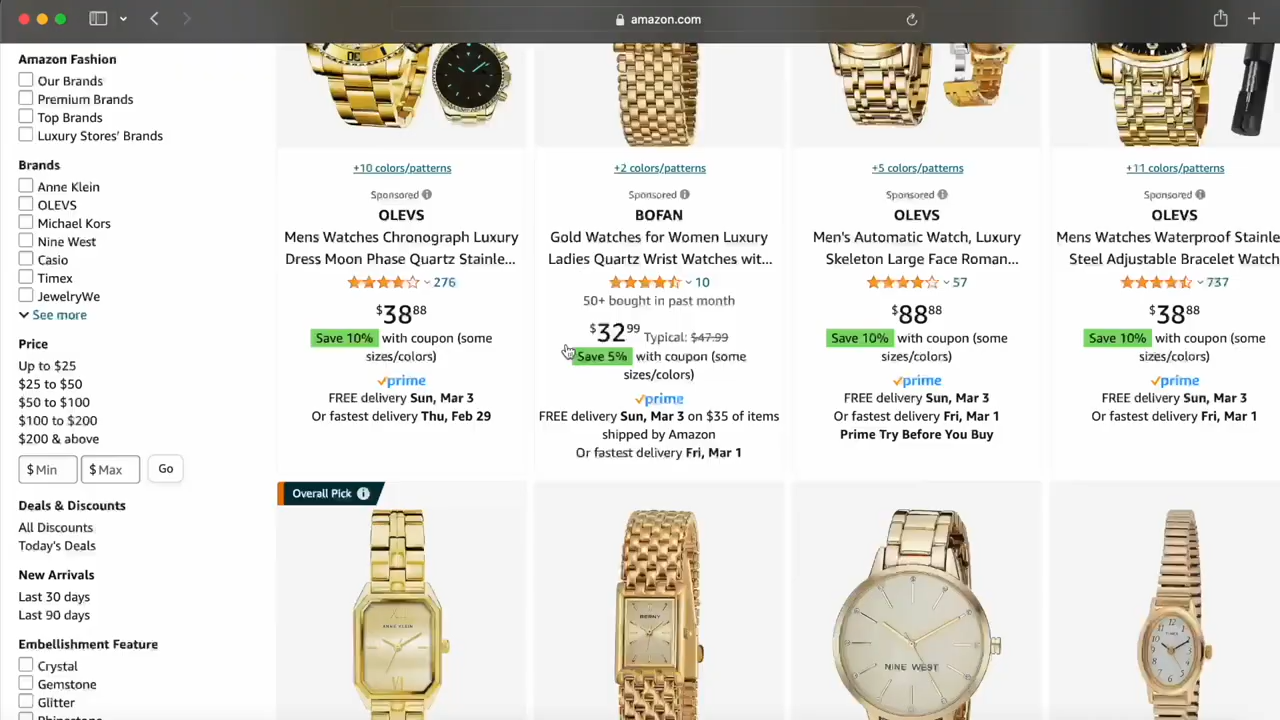 amazon.com
Amazon Fashion
Our Brands
Premium Brands
Top Brands
Luxury Stores' Brands
Brands
Anne Klein
OLEVS
Michael Kors
Nine West
Casio
Timex
JewelryWe
See more
Price
Up to $25
$25 to $50
$50 to $100
$100 to $200
$200 & above
$ Min $ Max Go
Deals & Discounts
All Discounts
Today's Deals
New Arrivals
Last 30 days
Last 90 days
Embellishment Feature
Crystal
Gemstone
Glitter
+10 colors/patterns
Sponsored
OLEVS
Mens Watches Chronograph Luxury
Dress Moon Phase Quartz Stainle...
276
$38 88
Save 10% with coupon (some
sizes/colors)
prime
FREE delivery Sun, Mar 3
Or fastest delivery Thu, Feb 29
+2 colors/patterns
Sponsored
BOFAN
Gold Watches for Women Luxury
Ladies Quartz Wrist Watches wit...
10
50+ bought in past month
$32 99 Typical: $47.99
Save 5% with coupon (some
sizes/colors)
prime
FREE delivery Sun, Mar 3 on $35 of items
shipped by Amazon
Or fastest delivery Fri, Mar 1
+5 colors/patterns
Sponsored
OLEVS
Men's Automatic Watch, Luxury
Skeleton Large Face Roman...
57
$88 88
Save 10% with coupon (some
sizes/colors)
prime
FREE delivery Sun, Mar 3
Or fastest delivery Fri, Mar 1
Prime Try Before You Buy
+11 colors/patterns
Sponsored
OLEVS
Mens Watches Waterproof Stainle
Steel Adjustable Bracelet Watch
737
$38 88
Save 10% with coupon (some
sizes/colors)
prime
FREE delivery Sun, Mar 3
Or fastest delivery Fri, Mar 1
Overall Pick
ANNE KLEIN
BERNY
NINE WEST
TIMEX